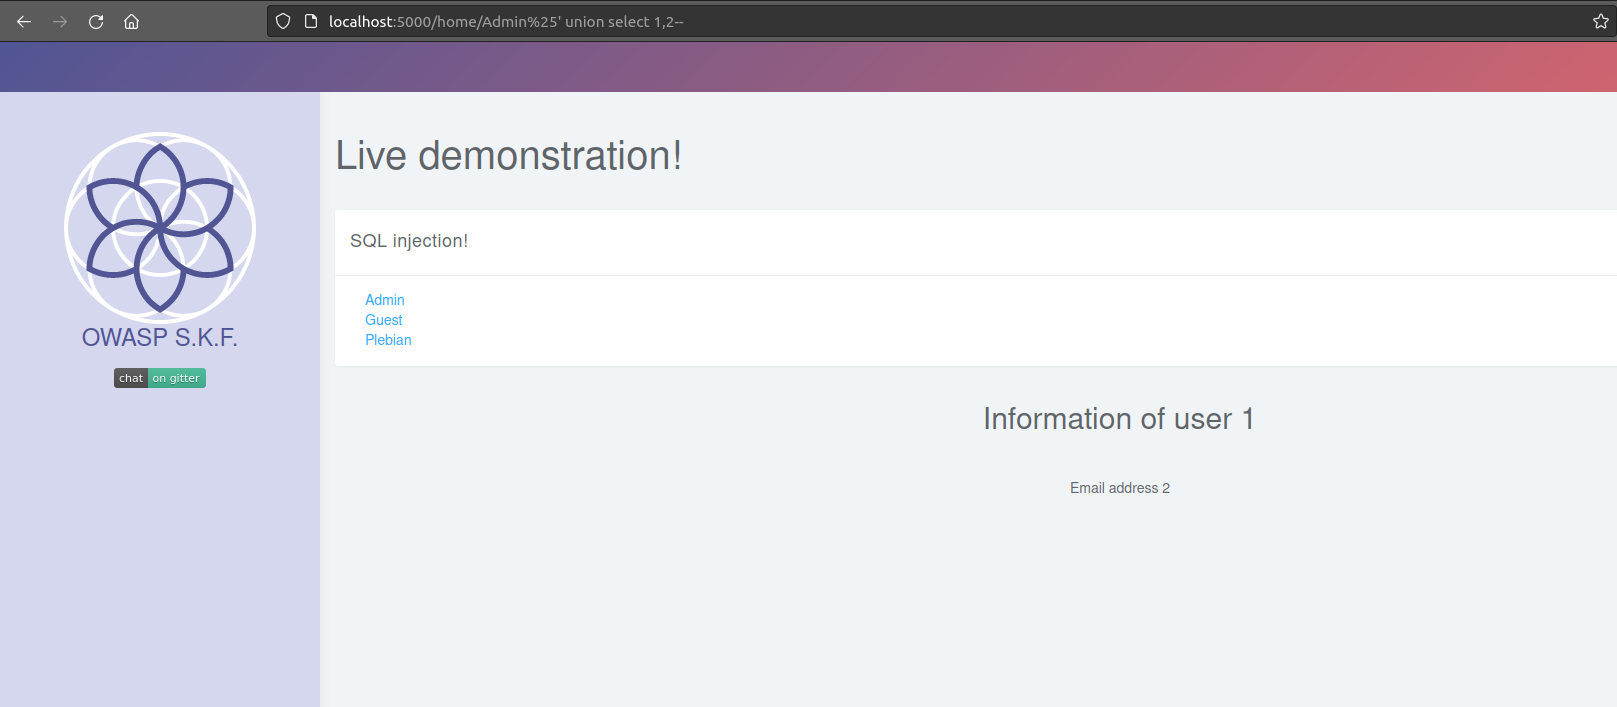 localhost:5000/home/Admin%25' union select 1,2--
Live demonstration!
SQL injection!
Admin
Guest
Plebian
OWASP S.K.F.
chat on gitter
Information of user 1
Email address 2